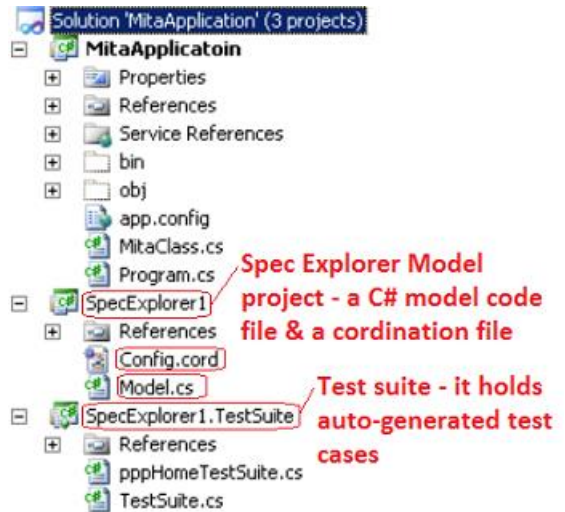 Solution 'MitaApplication' (3 projects)
MitaApplicatoin
Properties
References
Service References
bin
obj
app.config
MitaClass.cs
Program.cs
Spec Explorer Model
project - a C# model code
file & a cordination file
SpecExplorer1
References
Config.cord
Model.cs
Test suite - it holds
auto-generated test
cases
SpecExplorer1.TestSuite
References
pppHomeTestSuite.cs
TestSuite.cs